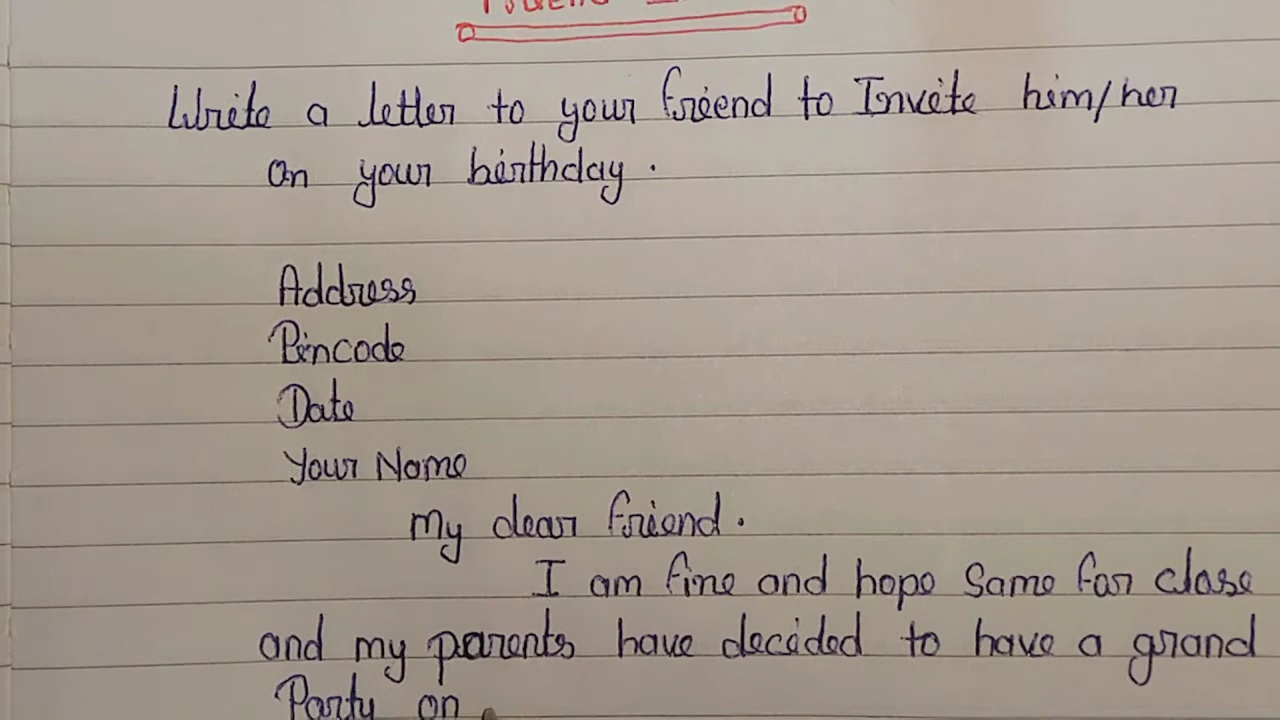 Write a letter to your friend to Invite him/her
on your birthday.
Address
Pincode
Date
Your Name
My dear friend.
I am fine and hope Same for close
and my parents have decided to have a grand
Party on